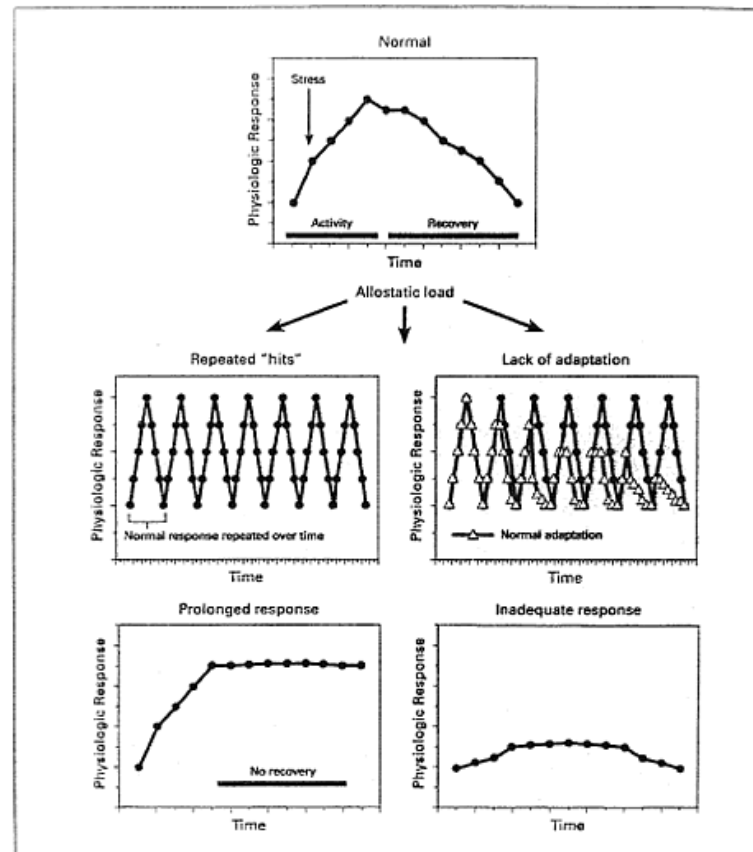 Normal
Stress
Physiologic Response
Activity
Recovery
Time
Allostatic load
Repeated "hits"
Physiologic Response
Normal response repeated over time
Time
Lack of adaptation
Physiologic Response
Normal adaptation
Time
Prolonged response
Physiologic Response
No recovery
Time
Inadequate response
Physiologic Response
Time